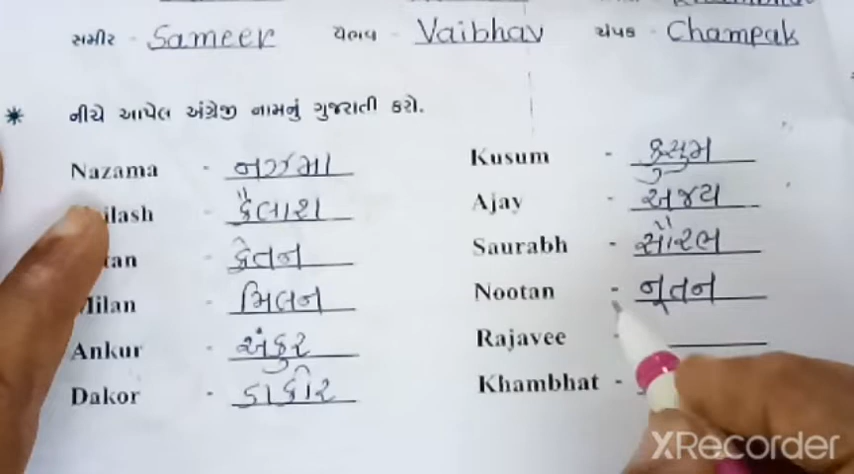 સમીર - Sameer વૈભવ - Vaibhav ચંપક - Champak
* નીચે આપેલ અંગ્રેજી નામનું ગુજરાતી કરો.
Nazama - નઝમા
ilash - કૈલાશ
tan - કેતન
Milan - મિલન
Ankur - અંકુર
Dakor - ડાકોર
Kusum - કુસુમ
Ajay - અજય
Saurabh - સૌરભ
Nootan - નૂતન
Rajavee -
Khambhat -
XRecorder